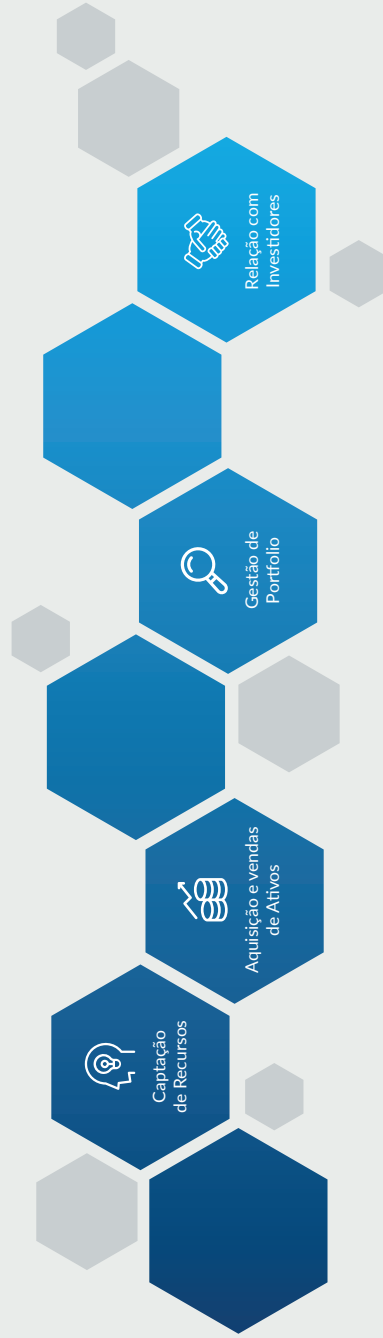 Captação
de Recursos
Aquisição e vendas
de Ativos
Gestão de
Portfolio
Relação com
Investidores